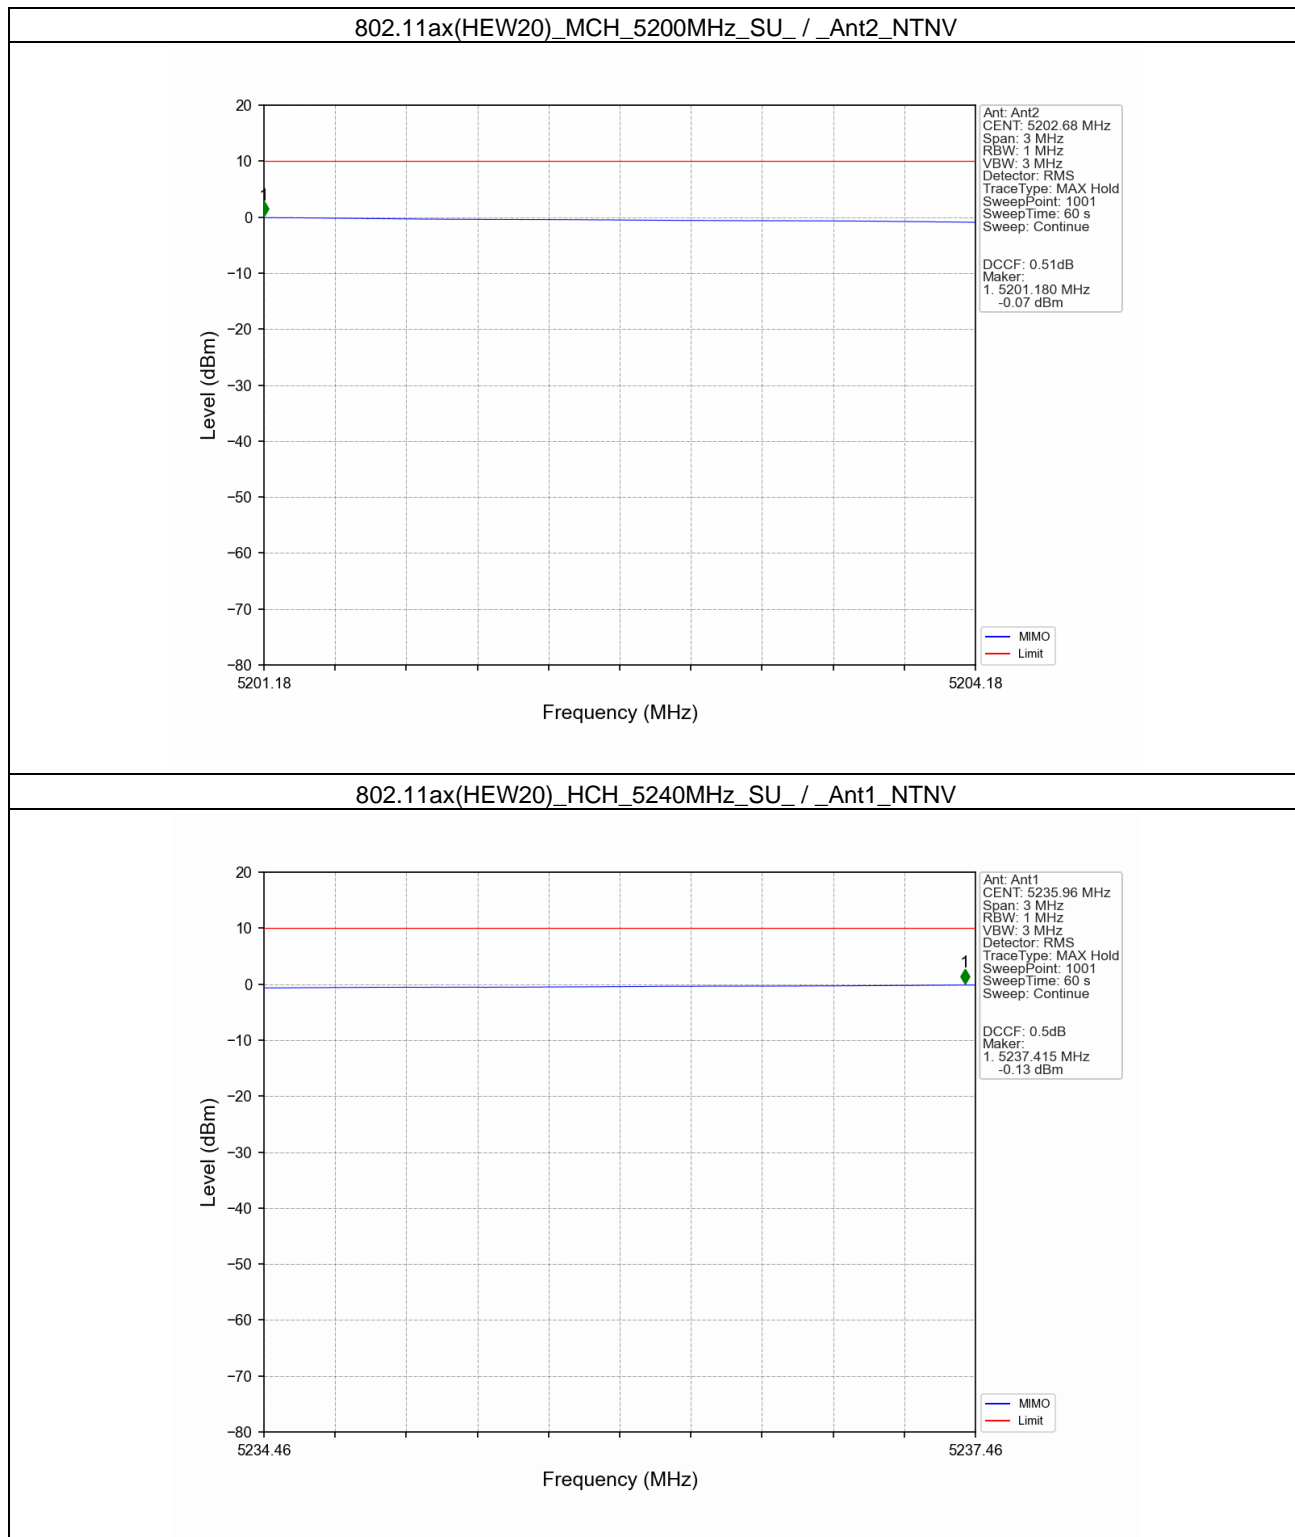 802.11ax(HEW20)_MCH_5200MHz_SU_ / _Ant2_NTNV
20
10
0
−10
−20
−30
−40
−50
−60
−70
−80
Level (dBm)
1
5201.18
5204.18
Frequency (MHz)
Ant: Ant2
CENT: 5202.68 MHz
Span: 3 MHz
RBW: 1 MHz
VBW: 3 MHz
Detector: RMS
TraceType: MAX Hold
SweepPoint: 1001
SweepTime: 60 s
Sweep: Continue
DCCF: 0.51dB
Maker:
1. 5201.180 MHz
-0.07 dBm
MIMO
Limit
802.11ax(HEW20)_HCH_5240MHz_SU_ / _Ant1_NTNV
20
10
0
−10
−20
−30
−40
−50
−60
−70
−80
Level (dBm)
1
5234.46
5237.46
Frequency (MHz)
Ant: Ant1
CENT: 5235.96 MHz
Span: 3 MHz
RBW: 1 MHz
VBW: 3 MHz
Detector: RMS
TraceType: MAX Hold
SweepPoint: 1001
SweepTime: 60 s
Sweep: Continue
DCCF: 0.5dB
Maker:
1. 5237.415 MHz
-0.13 dBm
MIMO
Limit